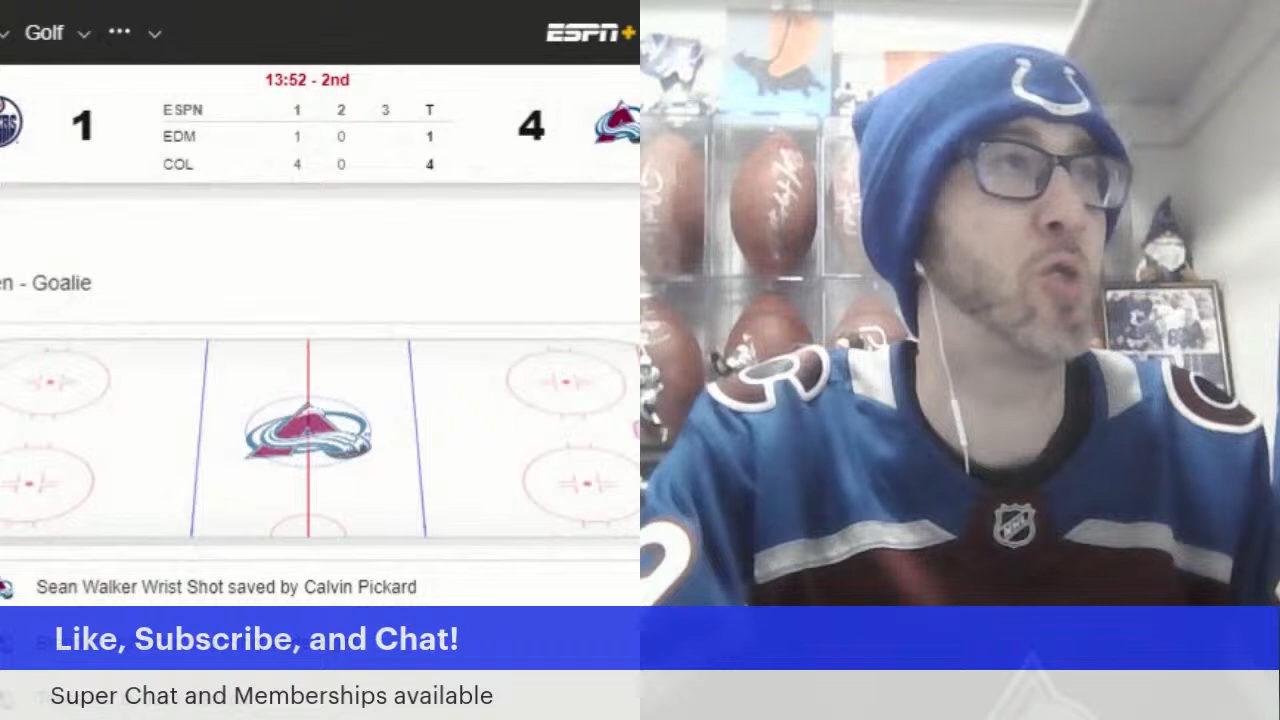 Golf
ESPN+
13:52 - 2nd
1
ESPN 1 2 3 T
EDM 1 0 1
COL 4 0 4
4
- Goalie
Sean Walker Wrist Shot saved by Calvin Pickard
Like, Subscribe, and Chat!
Super Chat and Memberships available
NHL